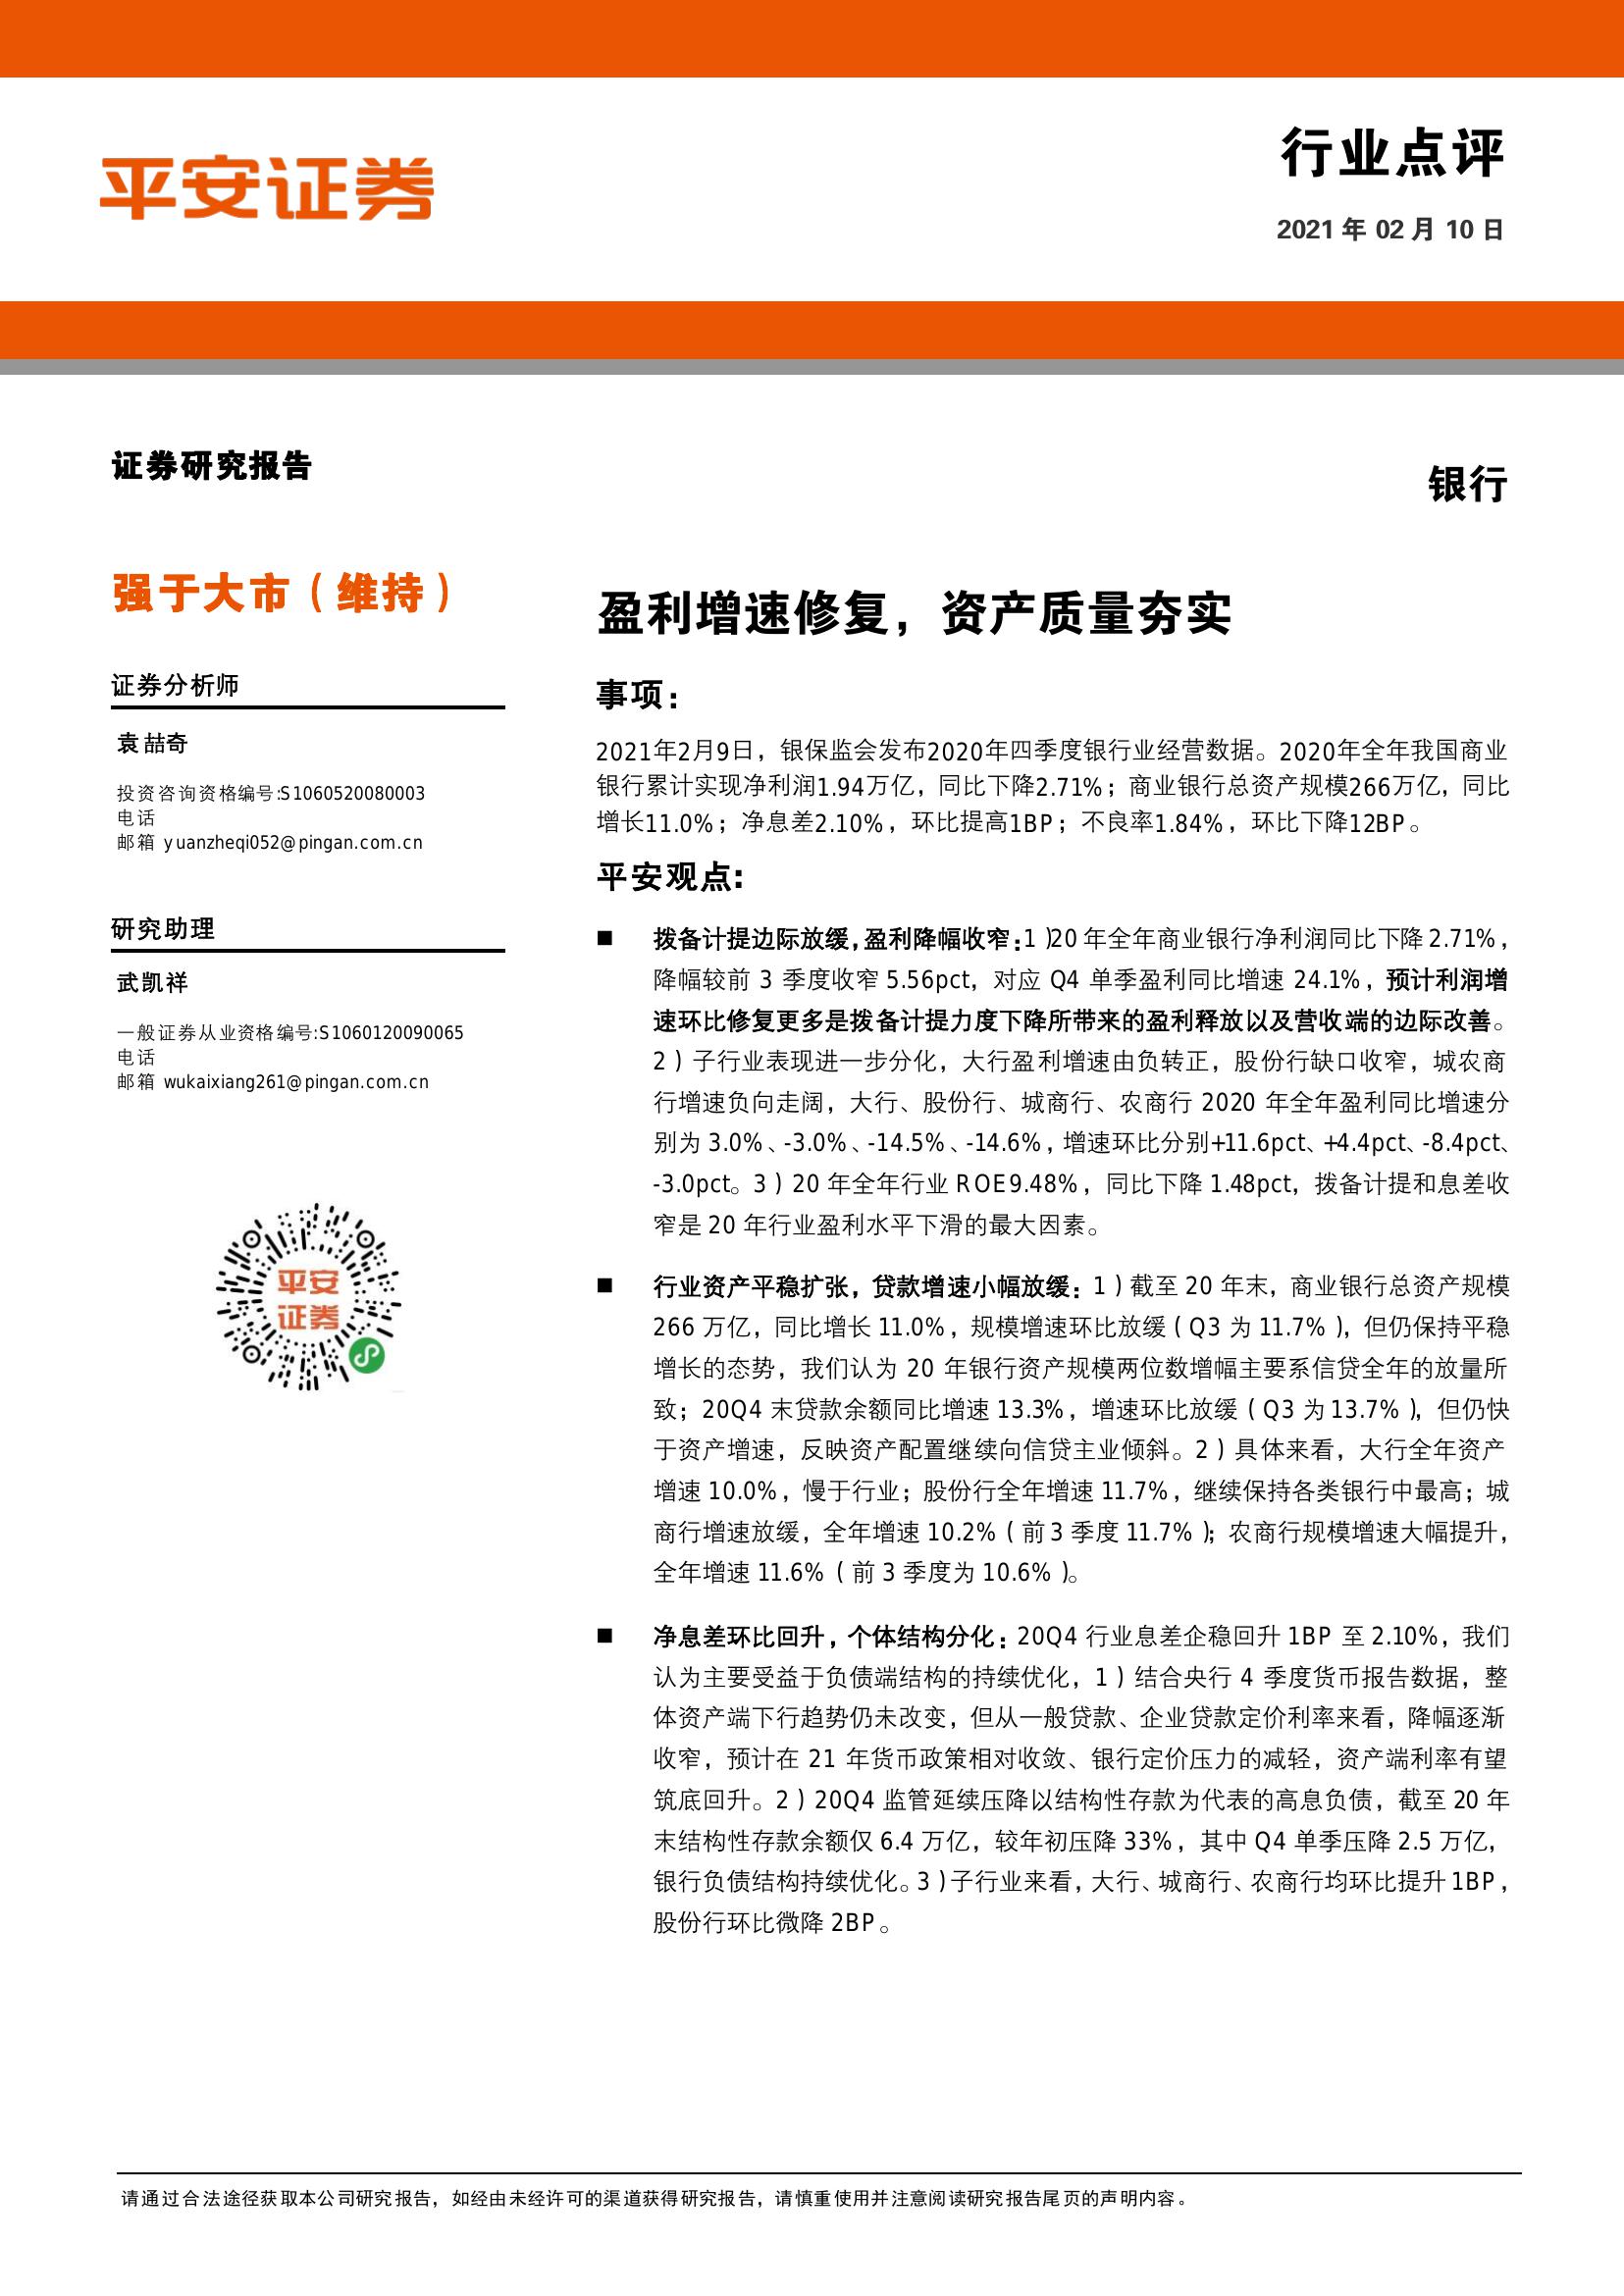 平安证券
行业点评
2021 年 02 月 10 日
证券研究报告
银行
强于大市（维持）
证券分析师
袁喆奇
投资咨询资格编号:S1060520080003
电话
邮箱 yuanzheqi052@pingan.com.cn
研究助理
武凯祥
一般证券从业资格编号:S1060120090065
电话
邮箱 wukaixiang261@pingan.com.cn
平安
证券
盈利增速修复，资产质量夯实
事项：
2021年2月9日，银保监会发布2020年四季度银行业经营数据。2020年全年我国商业
银行累计实现净利润1.94万亿，同比下降2.71%；商业银行总资产规模266万亿，同比
增长11.0%；净息差2.10%，环比提高1BP；不良率1.84%，环比下降12BP。
平安观点:
■ 拨备计提边际放缓，盈利降幅收窄：1）20 年全年商业银行净利润同比下降 2.71%，
降幅较前 3 季度收窄 5.56pct，对应 Q4 单季盈利同比增速 24.1%，预计利润增
速环比修复更多是拨备计提力度下降所带来的盈利释放以及营收端的边际改善。
2）子行业表现进一步分化，大行盈利增速由负转正，股份行缺口收窄，城农商
行增速负向走阔，大行、股份行、城商行、农商行 2020 年全年盈利同比增速分
别为 3.0%、-3.0%、-14.5%、-14.6%，增速环比分别+11.6pct、+4.4pct、-8.4pct、
-3.0pct。3）20 年全年行业 ROE9.48%，同比下降 1.48pct，拨备计提和息差收
窄是 20 年行业盈利水平下滑的最大因素。
■ 行业资产平稳扩张，贷款增速小幅放缓：1）截至 20 年末，商业银行总资产规模
266 万亿，同比增长 11.0%，规模增速环比放缓（Q3 为 11.7%），但仍保持平稳
增长的态势，我们认为 20 年银行资产规模两位数增幅主要系信贷全年的放量所
致；20Q4 末贷款余额同比增速 13.3%，增速环比放缓（Q3 为 13.7%），但仍快
于资产增速，反映资产配置继续向信贷主业倾斜。2）具体来看，大行全年资产
增速 10.0%，慢于行业；股份行全年增速 11.7%，继续保持各类银行中最高；城
商行增速放缓，全年增速 10.2%（前 3 季度 11.7%）；农商行规模增速大幅提升，
全年增速 11.6%（前 3 季度为 10.6%）。
■ 净息差环比回升，个体结构分化：20Q4 行业息差企稳回升 1BP 至 2.10%，我们
认为主要受益于负债端结构的持续优化，1）结合央行 4 季度货币报告数据，整
体资产端下行趋势仍未改变，但从一般贷款、企业贷款定价利率来看，降幅逐渐
收窄，预计在 21 年货币政策相对收敛、银行定价压力的减轻，资产端利率有望
筑底回升。2）20Q4 监管延续压降以结构性存款为代表的高息负债，截至 20 年
末结构性存款余额仅 6.4 万亿，较年初压降 33%，其中 Q4 单季压降 2.5 万亿，
银行负债结构持续优化。3）子行业来看，大行、城商行、农商行均环比提升 1BP，
股份行环比微降 2BP。
请通过合法途径获取本公司研究报告，如经由未经许可的渠道获得研究报告，请慎重使用并注意阅读研究报告尾页的声明内容。